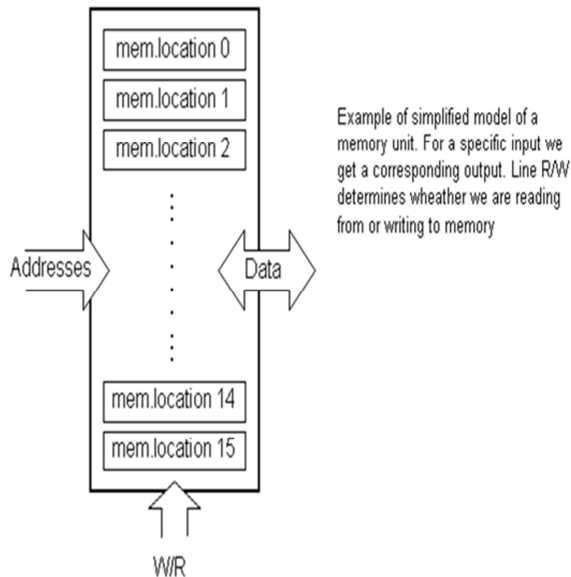 mem.location 0
mem.location 1
mem.location 2
Example of simplified model of a
memory unit. For a specific input we
get a corresponding output. Line R/W
determines wheather we are reading
from or writing to memory
Addresses
Data
mem.location 14
mem.location 15
W/R